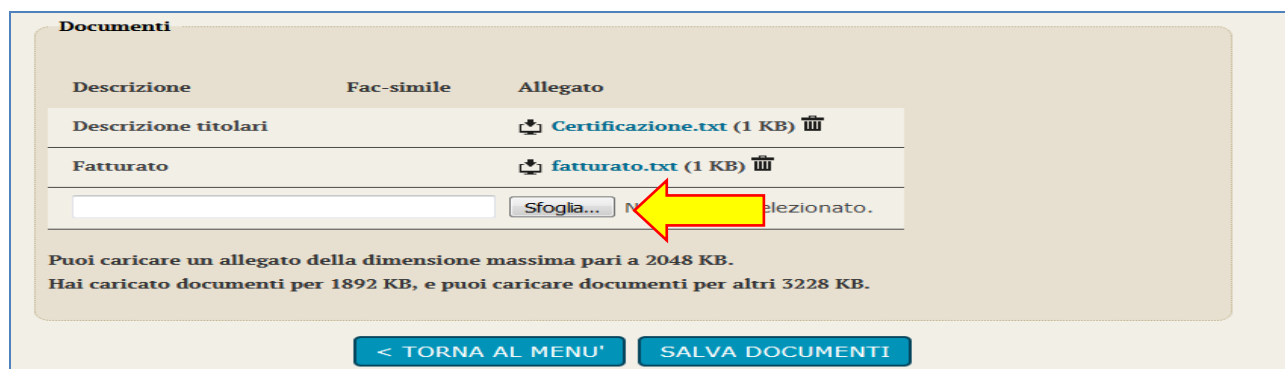 Documenti
Descrizione Fac-simile Allegato
Descrizione titolari Certificazione.txt (1 KB)
Fatturato fatturato.txt (1 KB)
Sfoglia... elezionato.
Puoi caricare un allegato della dimensione massima pari a 2048 KB.
Hai caricato documenti per 1892 KB, e puoi caricare documenti per altri 3228 KB.
< TORNA AL MENU' SALVA DOCUMENTI